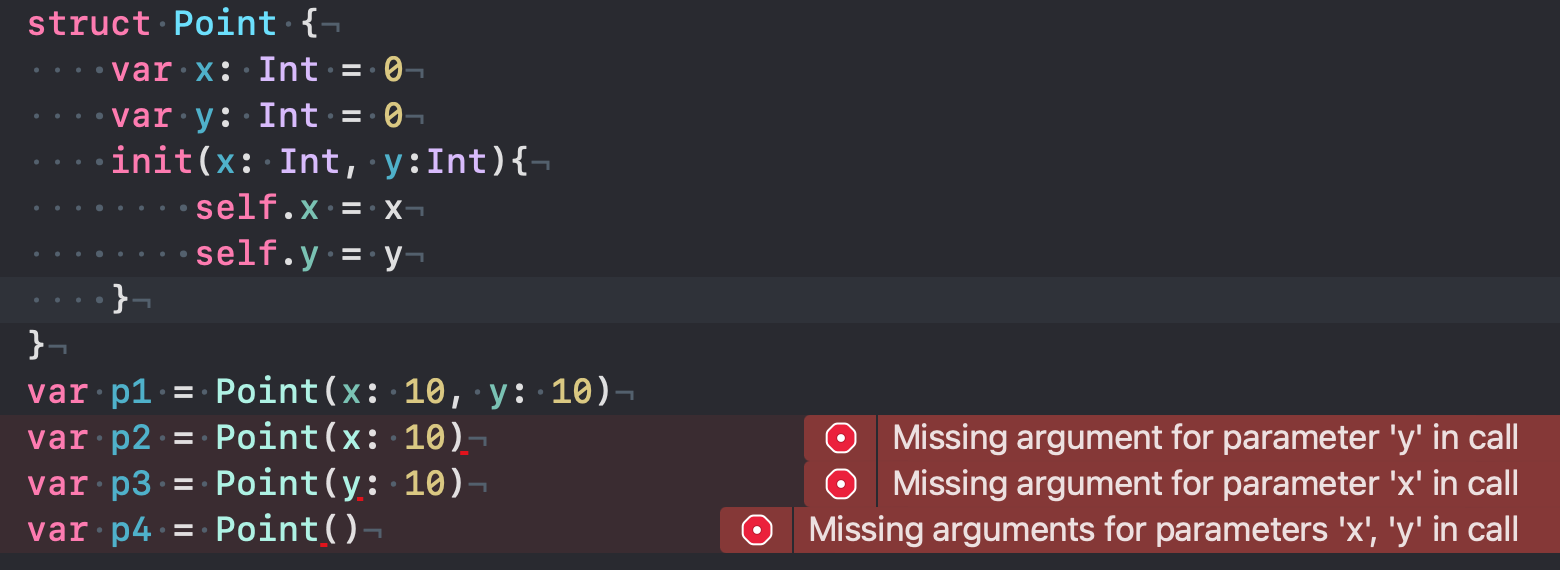 struct Point {
    var x: Int = 0
    var y: Int = 0
    init(x: Int, y:Int){
        self.x = x
        self.y = y
    }
}
var p1 = Point(x: 10, y: 10)
var p2 = Point(x: 10) Missing argument for parameter 'y' in call
var p3 = Point(y: 10) Missing argument for parameter 'x' in call
var p4 = Point() Missing arguments for parameters 'x', 'y' in call